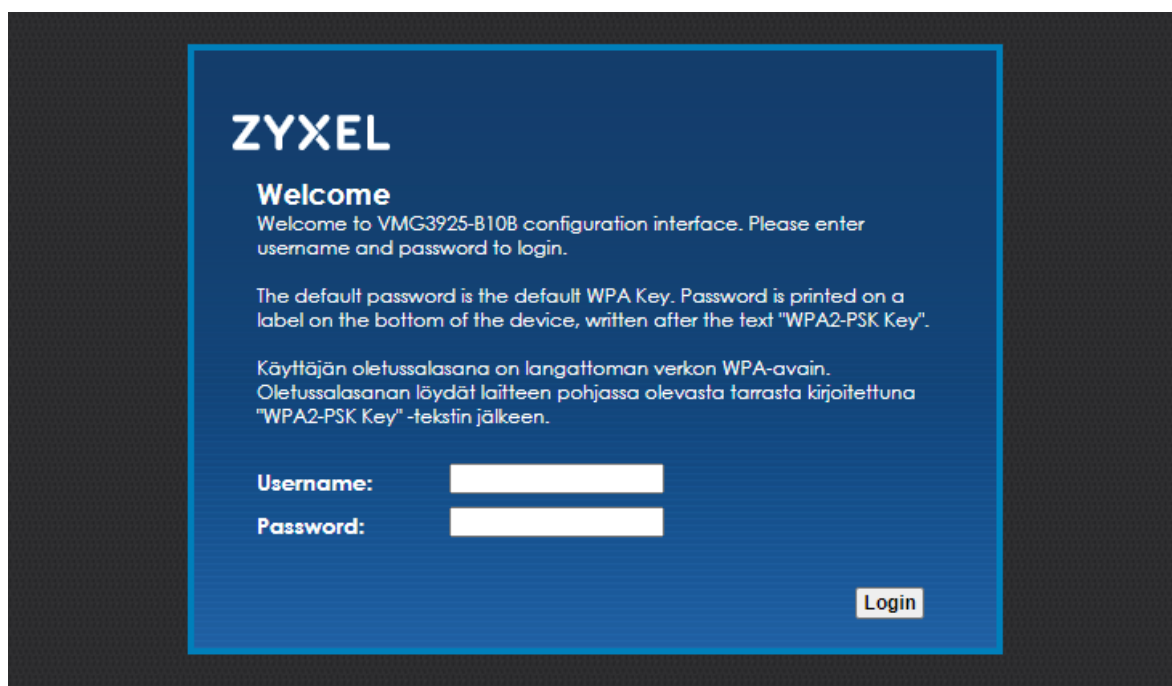 ZYXEL
Welcome
Welcome to VMG3925-B10B configuration interface. Please enter
username and password to login.
The default password is the default WPA Key. Password is printed on a
label on the bottom of the device, written after the text "WPA2-PSK Key".
Käyttäjän oletussalasana on langattoman verkon WPA-avain.
Oletussalasanan löydät laitteen pohjassa olevasta tarrasta kirjoitettuna
"WPA2-PSK Key" -tekstin jälkeen.
Username:
Password:
Login